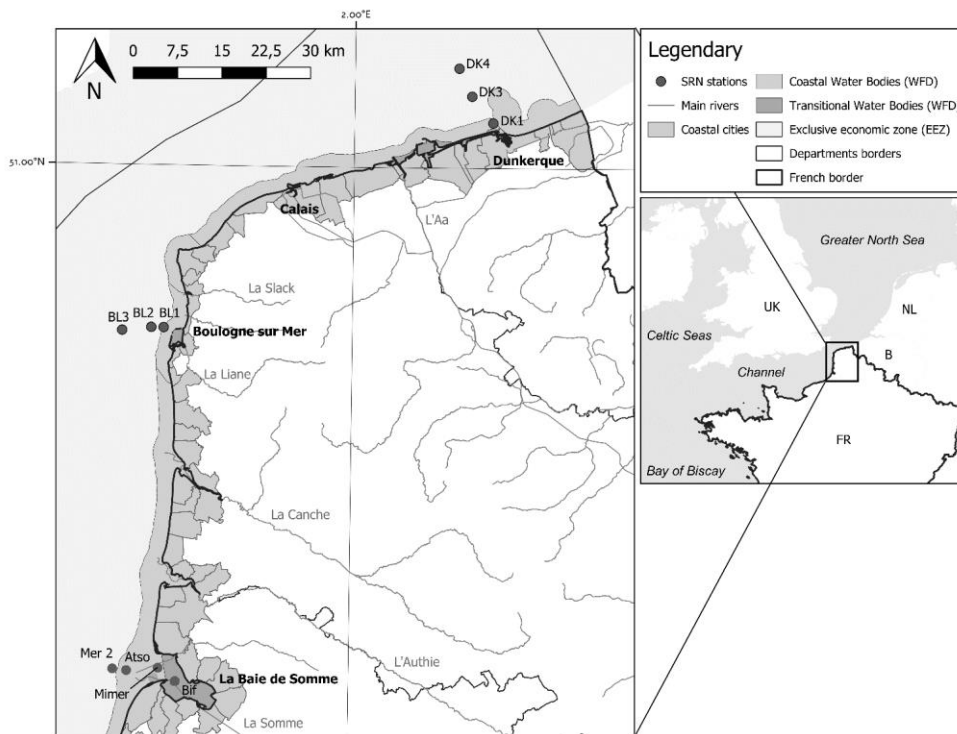 2.00°E
0 7,5 15 22,5 30 km
N
DK4
DK3
DK1
51.00°N
Dunkerque
Calais
L'Aa
La Slack
BL3 BL2 BL1
Boulogne sur Mer
La Liane
La Canche
Mer 2 Atso
Mimer
Bif
La Baie de Somme
L'Authie
La Somme
Legendary
SRN stations
Main rivers
Coastal cities
Coastal Water Bodies (WFD)
Transitional Water Bodies (WFD
Exclusive economic zone (EEZ)
Departments borders
French border
Greater North Sea
UK
NL
Celtic Seas
B
Channel
FR
Bay of Biscay